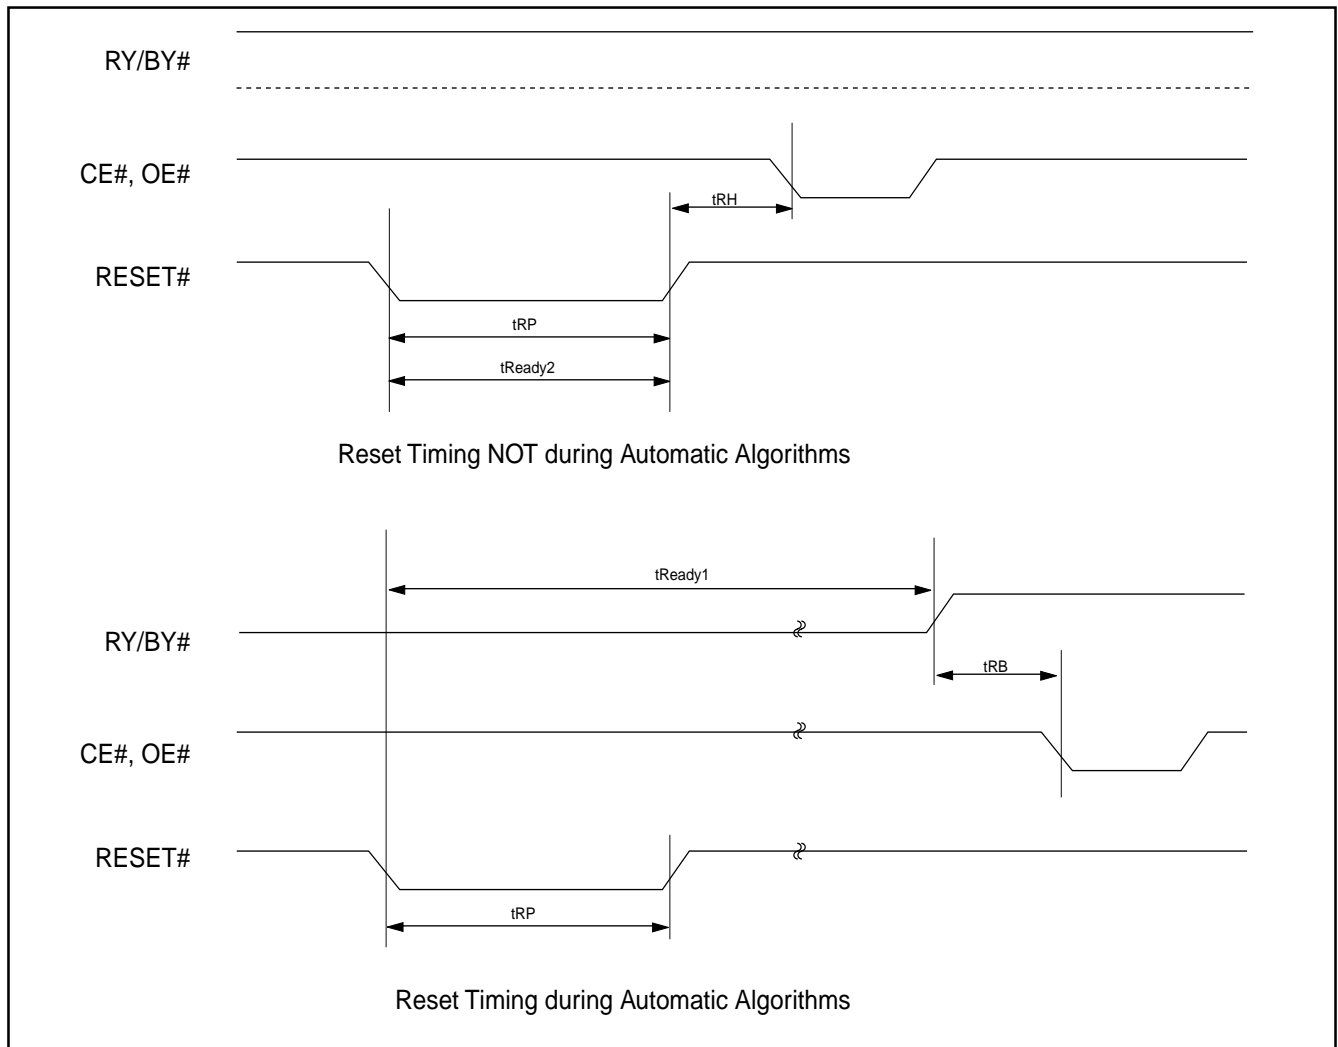 RY/BY#
CE#, OE#
tRH
RESET#
tRP
tReady2
Reset Timing NOT during Automatic Algorithms
tReady1
RY/BY#
tRB
CE#, OE#
RESET#
tRP
Reset Timing during Automatic Algorithms